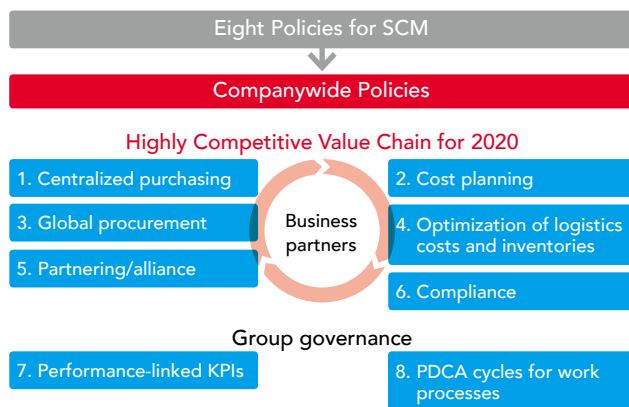 Eight Policies for SCM
Companywide Policies
Highly Competitive Value Chain for 2020
1. Centralized purchasing
2. Cost planning
3. Global procurement
Business
partners
4. Optimization of logistics
costs and inventories
5. Partnering/alliance
6. Compliance
Group governance
7. Performance-linked KPIs
8. PDCA cycles for work
processes